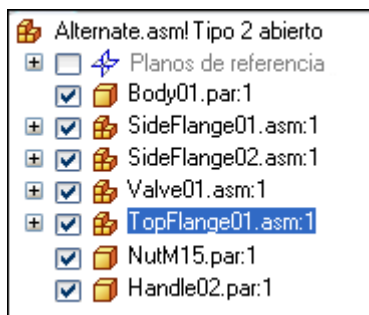 Alternate.asm! Tipo 2 abierto
Planos de referencia
Body01.par:1
SideFlange01.asm:1
SideFlange02.asm:1
Valve01.asm:1
TopFlange01.asm:1
NutM15.par:1
Handle02.par:1